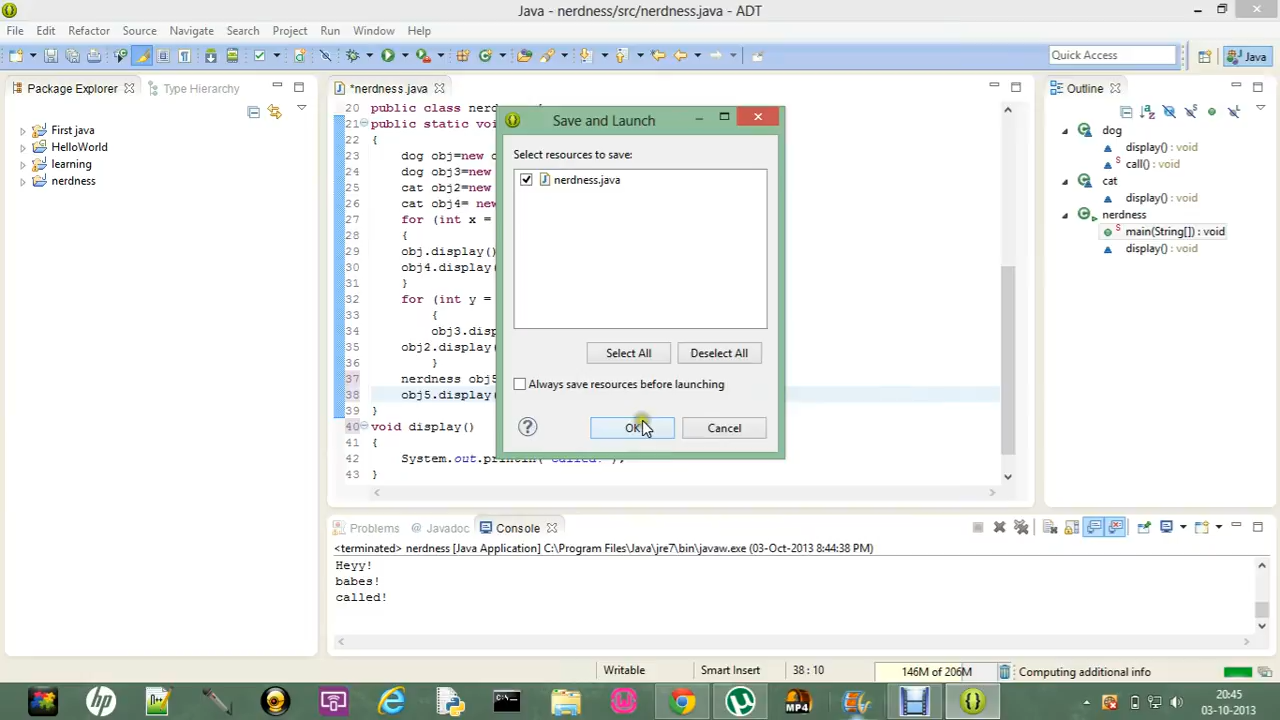 Java - nerdness/src/nerdness.java - ADT
File Edit Refactor Source Navigate Search Project Run Window Help
Quick Access
Java
Package Explorer
Type Hierarchy
First java
HelloWorld
learning
nerdness
*nerdness.java
20 public class
21 public static
22 {
23 dog obj=new
24 dog obj3=new
25 cat obj2=new
26 cat obj4= new
27 for (int x =
28 {
29 obj.display()
30 obj4.display(
31 }
32 for (int y =
33 {
34
35 obj2.display(
36 }
37 nerdness obj5
38 obj5.display(
39 }
40 void display()
41 {
42
43 }
Save and Launch
Select resources to save:
nerdness.java
Select All
Deselect All
Always save resources before launching
OK
Cancel
Outline
dog
display() : void
call() : void
cat
display() : void
nerdness
main(String[]) : void
display() : void
Problems
@ Javadoc
Console
<terminated> nerdness [Java Application] C:\Program Files\Java\jre7\bin\javaw.exe (03-Oct-2013 8:44:38 PM)
Heyy!
babes!
called!
Writable
Smart Insert
38 : 10
146M of 206M
Computing additional info
hp
MP4
20:45
03-10-2013